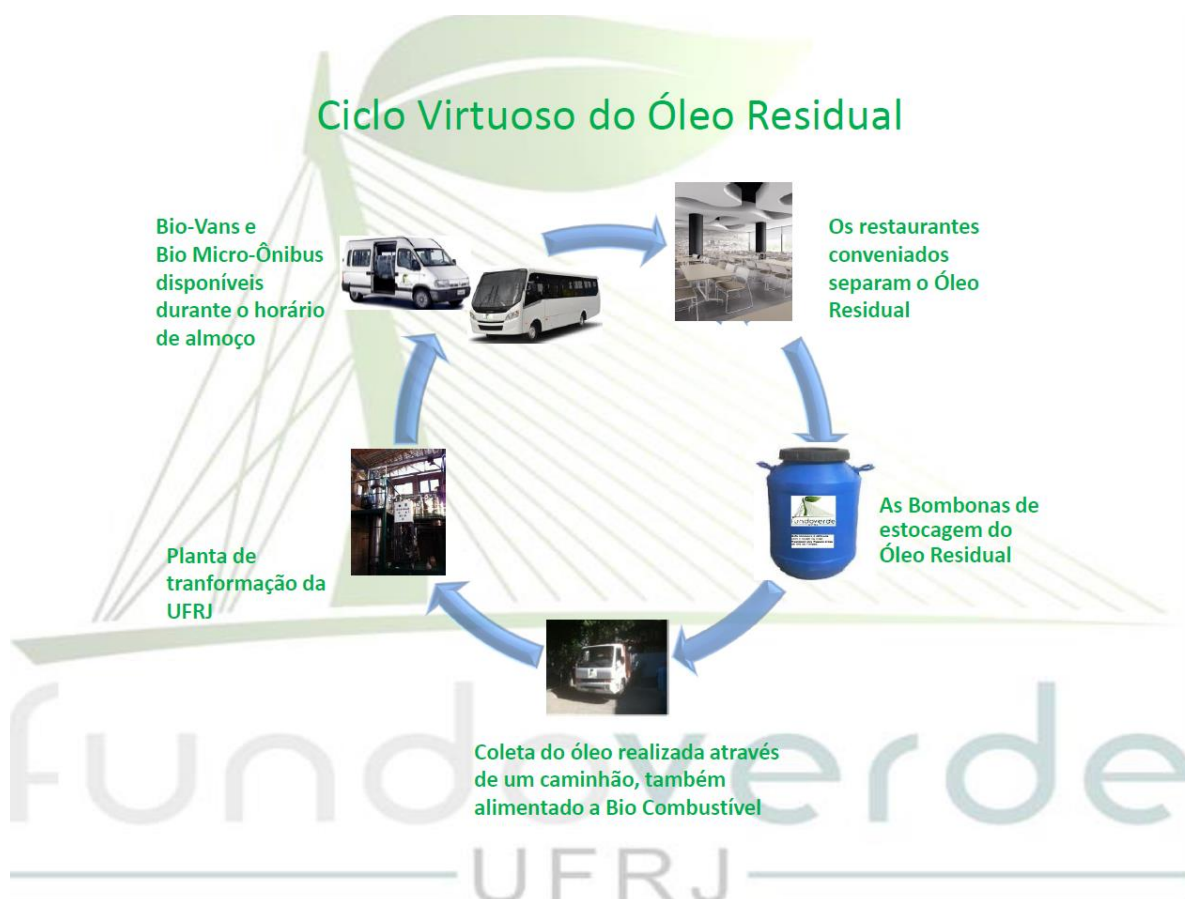 Ciclo Virtuoso do Óleo Residual
Bio-Vans e
Bio Micro-Ônibus
disponíveis
durante o horário
de almoço
Os restaurantes
conveniados
separam o Óleo
Residual
As Bombonas de
estocagem do
Óleo Residual
fundoverde
Planta de
tranformação da
UFRJ
Coleta do óleo realizada através
de um caminhão, também
alimentado a Bio Combustível
fundoverde
UFRJ